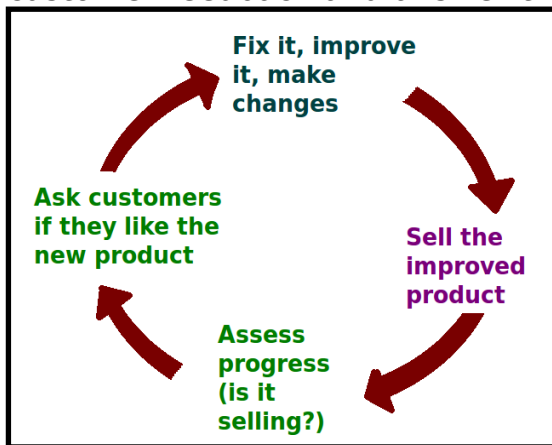 Fix it, improve
it, make
changes
Sell the
improved
product
Assess
progress
(is it
selling?)
Ask customers
if they like the
new product